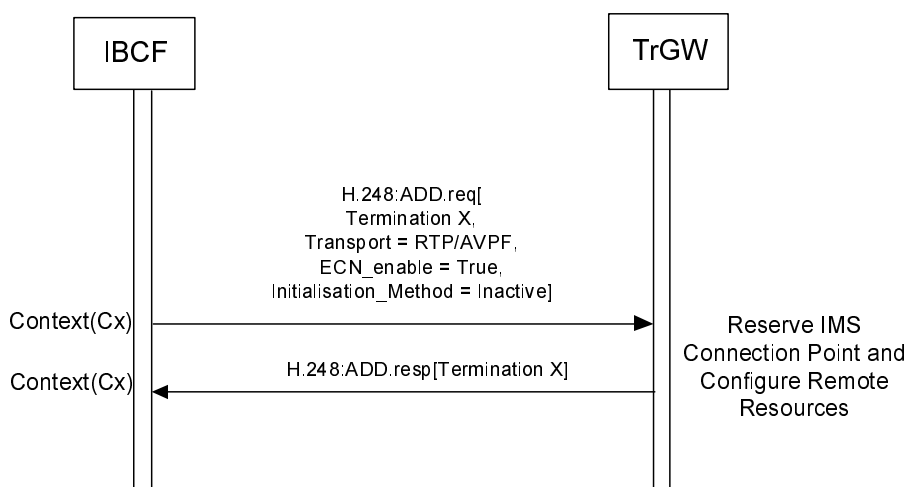 IBCF
TrGW
H.248:ADD.req[
Termination X,
Transport = RTP/AVPF,
ECN_enable = True,
Initialisation_Method = Inactive]
Context(Cx)
Reserve IMS
Connection Point and
Configure Remote
Resources
H.248:ADD.resp[Termination X]
Context(Cx)